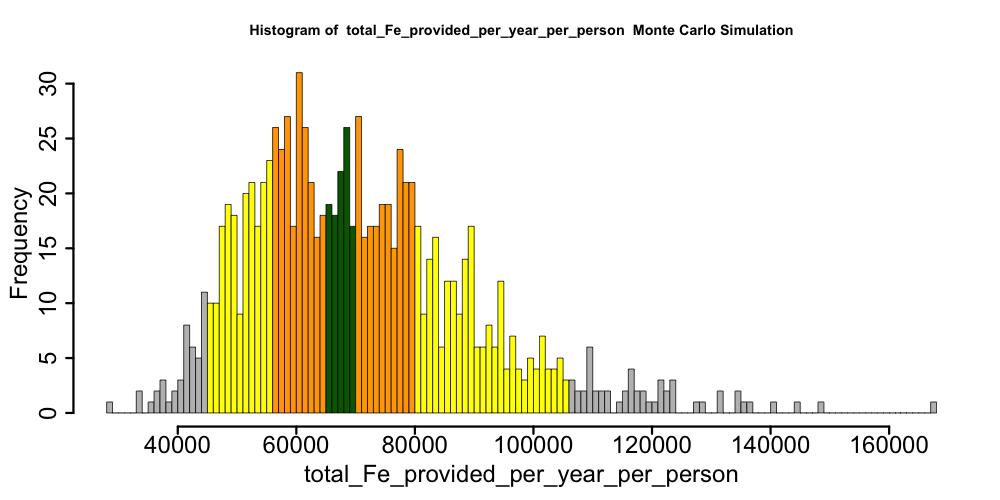 Histogram of  total_Fe_provided_per_year_per_person  Monte Carlo Simulation
Frequency
30
25
20
15
10
5
0
40000 60000 80000 100000 120000 140000 160000
total_Fe_provided_per_year_per_person